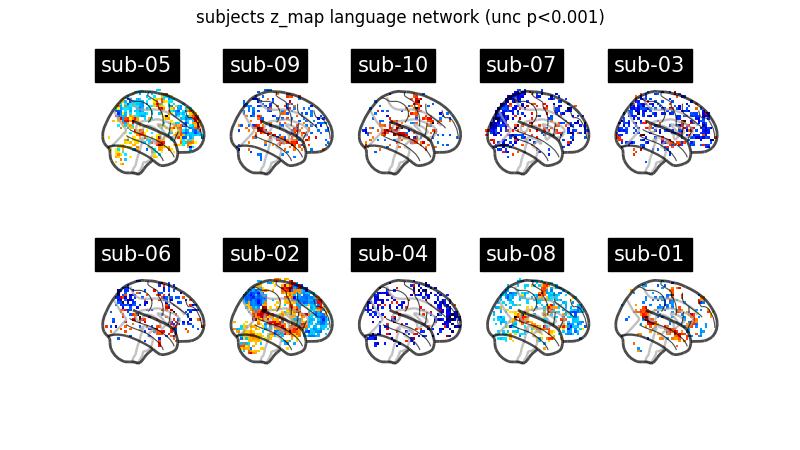 subjects z_map language network (unc p<0.001)
sub-05 sub-09 sub-10 sub-07 sub-03
sub-06 sub-02 sub-04 sub-08 sub-01